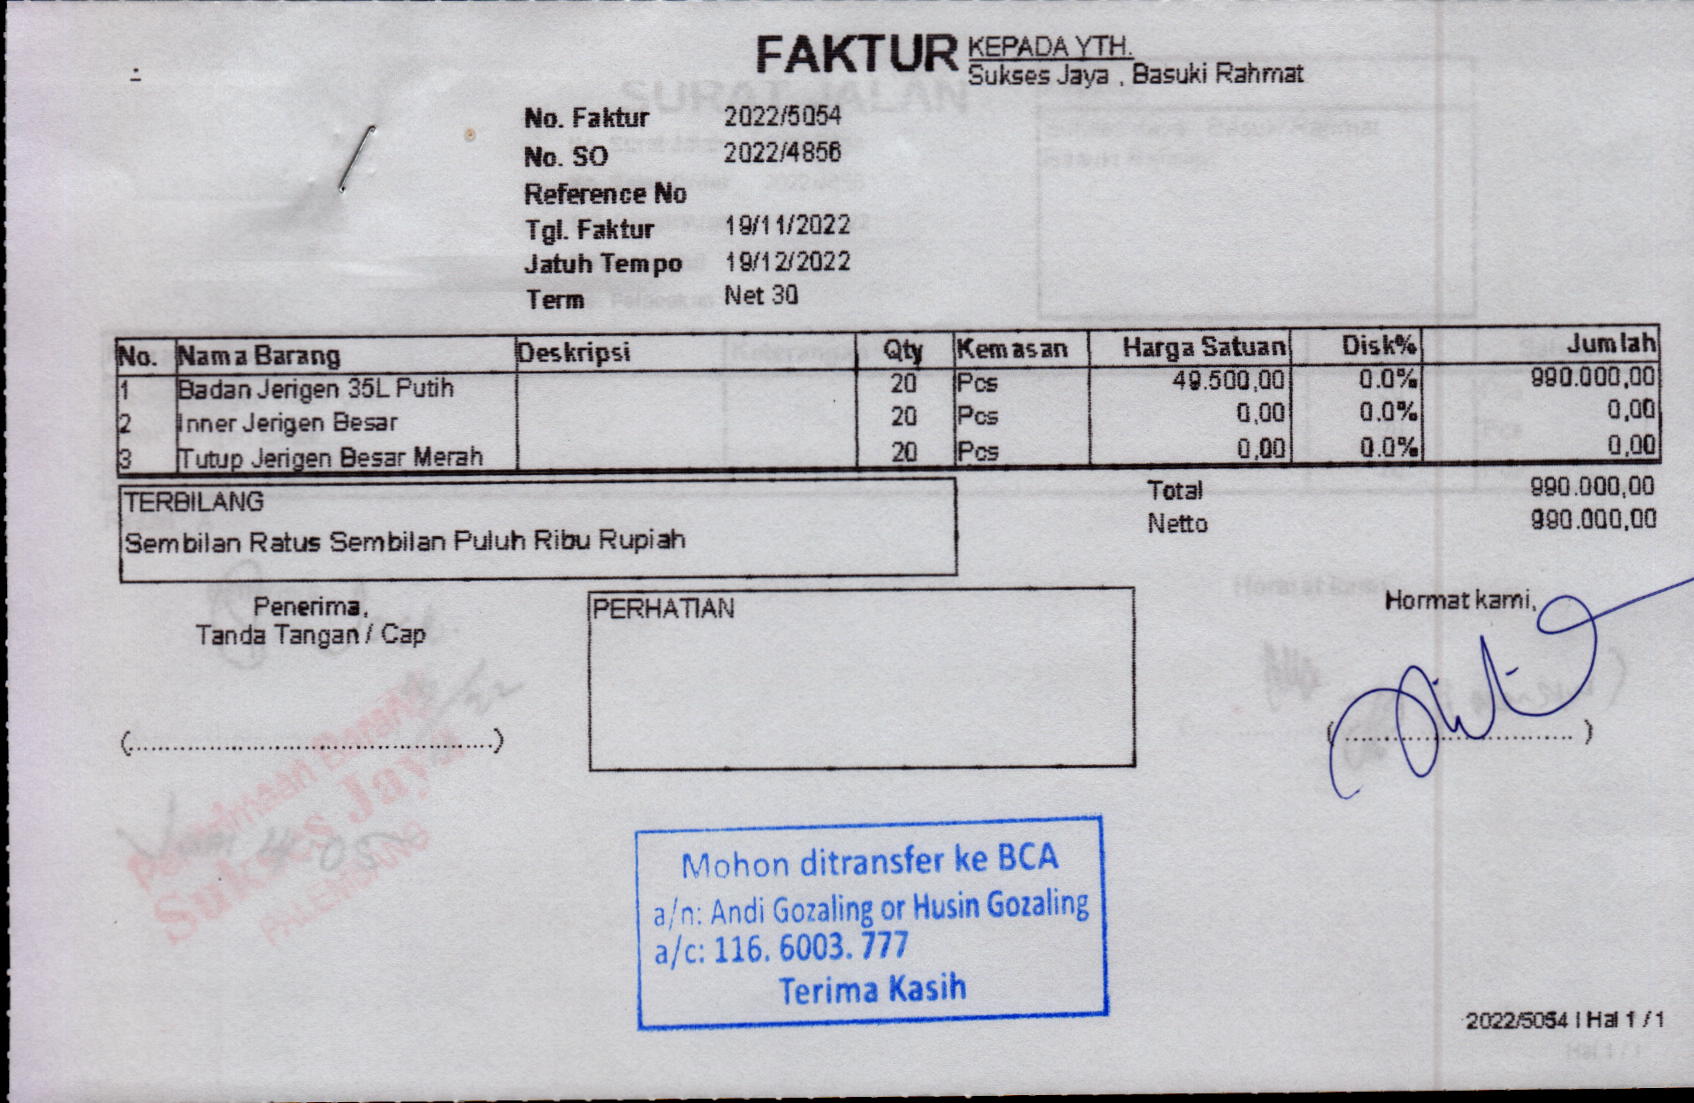 FAKTUR
KEPADA YTH.
Sukses Jaya , Basuki Rahmat
No. Faktur 2022/5054
No. SO 2022/4856
Reference No
Tgl. Faktur 19/11/2022
Jatuh Tempo 19/12/2022
Term Net 30
No. Nama Barang Deskripsi Qty Kemasan Harga Satuan Disk% Jumlah
1 Badan Jerigen 35L Putih 20 Pcs 49.500,00 0.0% 990.000,00
2 Inner Jerigen Besar 20 Pcs 0,00 0.0% 0,00
3 Tutup Jerigen Besar Merah 20 Pcs 0,00 0.0% 0,00
TERBILANG
Sembilan Ratus Sembilan Puluh Ribu Rupiah
Total 990.000,00
Netto 990.000,00
Penerima,
Tanda Tangan / Cap
(..................................................)
PERHATIAN
Hormat kami,
(................................)
Penerimaan Barang
Sukses Jaya
PALEMBANG
Jam 4.05
Mohon ditransfer ke BCA
a/n: Andi Gozaling or Husin Gozaling
a/c: 116. 6003. 777
Terima Kasih
2022/5054 | Hal 1 / 1